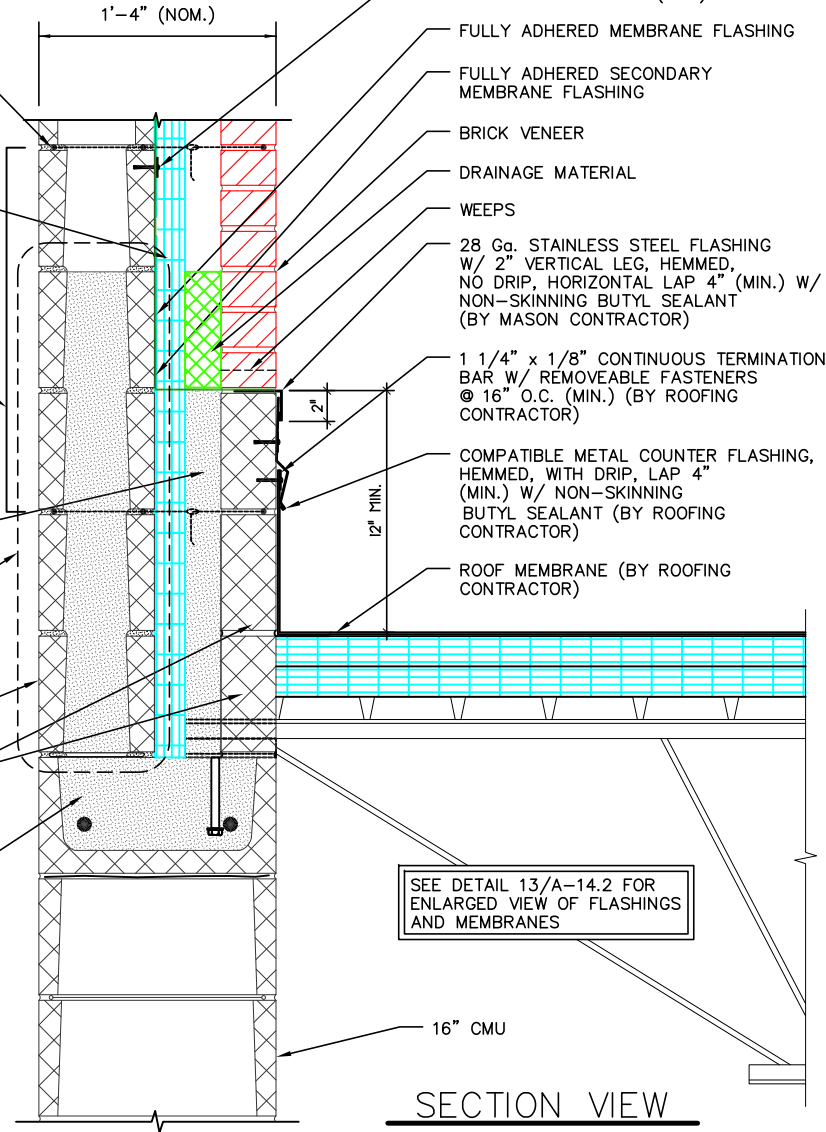 1'-4" (NOM.)
FULLY ADHERED MEMBRANE FLASHING
FULLY ADHERED SECONDARY
MEMBRANE FLASHING
BRICK VENEER
DRAINAGE MATERIAL
WEEPS
28 Ga. STAINLESS STEEL FLASHING
W/ 2" VERTICAL LEG, HEMMED,
NO DRIP, HORIZONTAL LAP 4" (MIN.) W/
NON-SKINNING BUTYL SEALANT
(BY MASON CONTRACTOR)
1 1/4" x 1/8" CONTINUOUS TERMINATION
BAR W/ REMOVEABLE FASTENERS
@ 16" O.C. (MIN.) (BY ROOFING
CONTRACTOR)
2"
COMPATIBLE METAL COUNTER FLASHING,
HEMMED, WITH DRIP, LAP 4"
(MIN.) W/ NON-SKINNING
BUTYL SEALANT (BY ROOFING
CONTRACTOR)
12" MIN.
ROOF MEMBRANE (BY ROOFING
CONTRACTOR)
SEE DETAIL 13/A-14.2 FOR
ENLARGED VIEW OF FLASHINGS
AND MEMBRANES
16" CMU
SECTION VIEW